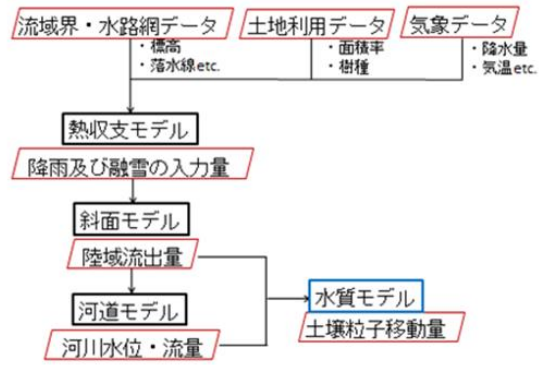 流域界・水路網データ
土地利用データ
気象データ
・標高
・落水線etc.
・面積率
・樹種
・降水量
・気温etc.
熱収支モデル
降雨及び融雪の入力量
斜面モデル
陸域流出量
河道モデル
河川水位・流量
水質モデル
土壌粒子移動量